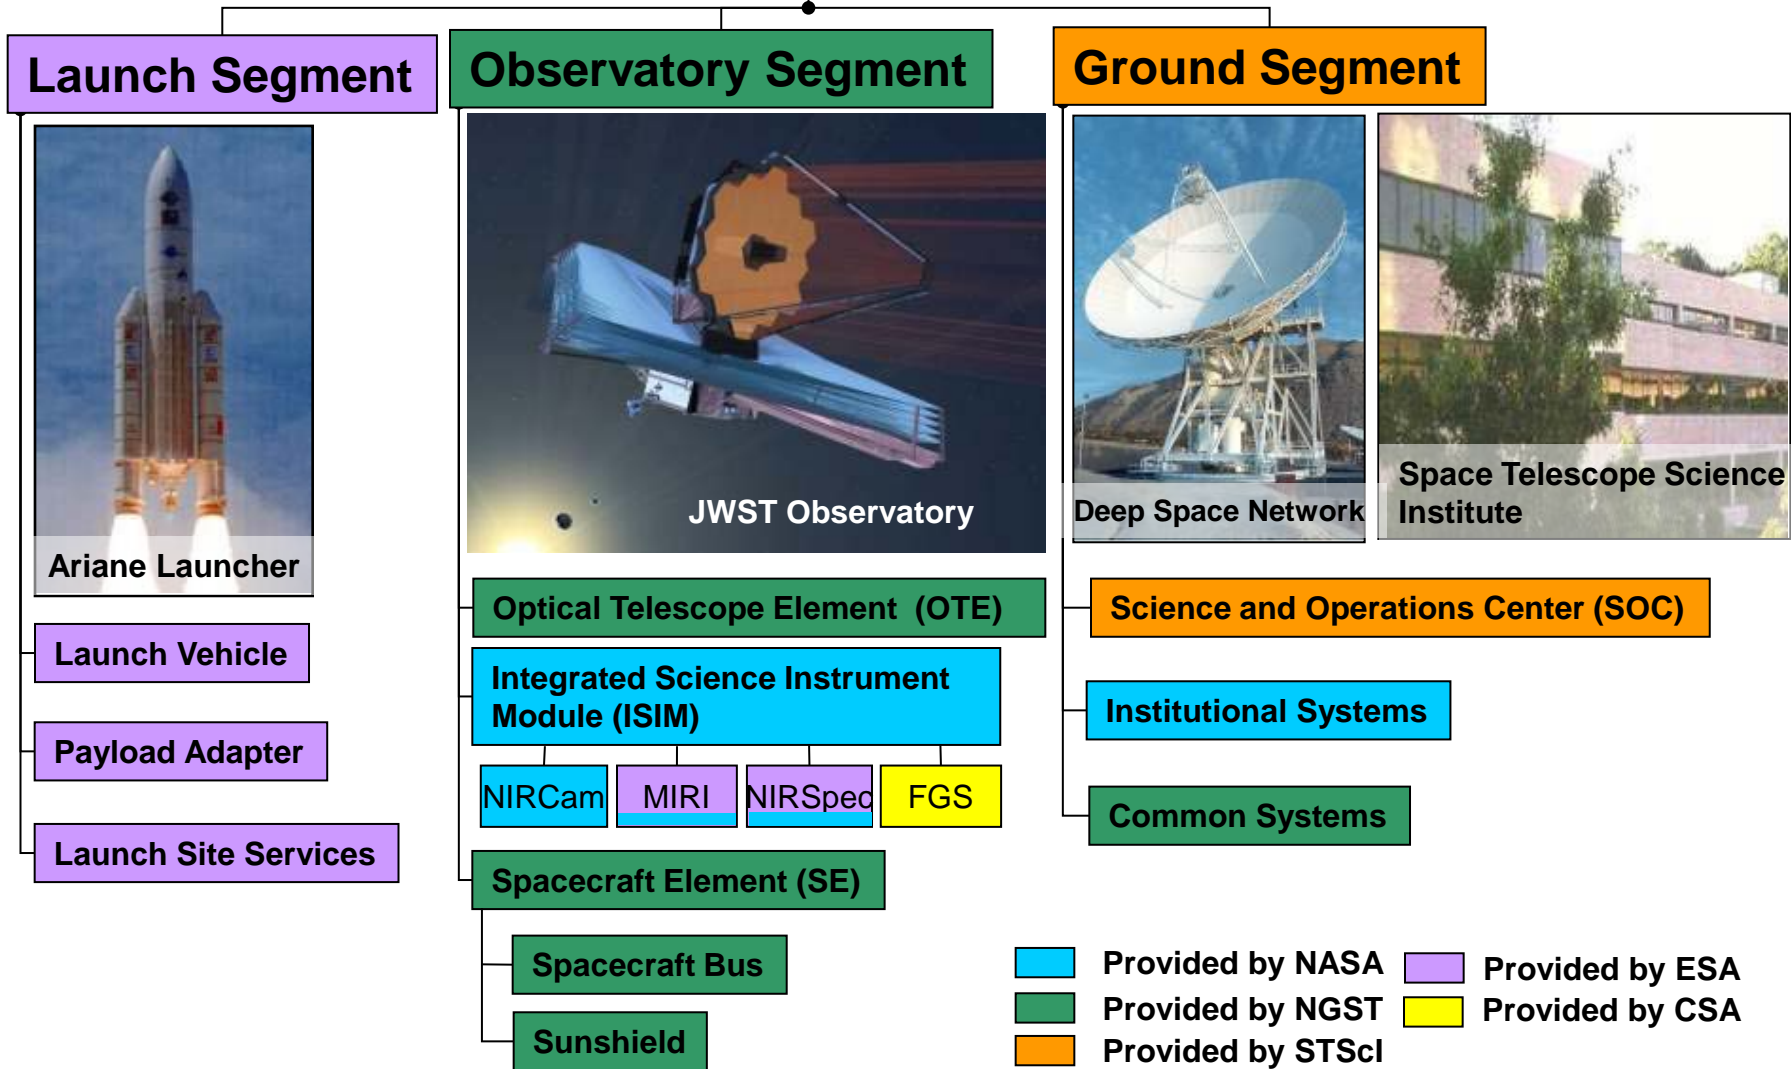 Launch Segment
Observatory Segment
Ground Segment
Ariane Launcher
JWST Observatory
Deep Space Network
Space Telescope Science
Institute
Launch Vehicle
Payload Adapter
Launch Site Services
Optical Telescope Element (OTE)
Integrated Science Instrument
Module (ISIM)
NIRCam
MIRI
NIRSpec
FGS
Spacecraft Element (SE)
Spacecraft Bus
Sunshield
Science and Operations Center (SOC)
Institutional Systems
Common Systems
Provided by NASA
Provided by NGST
Provided by STScI
Provided by ESA
Provided by CSA